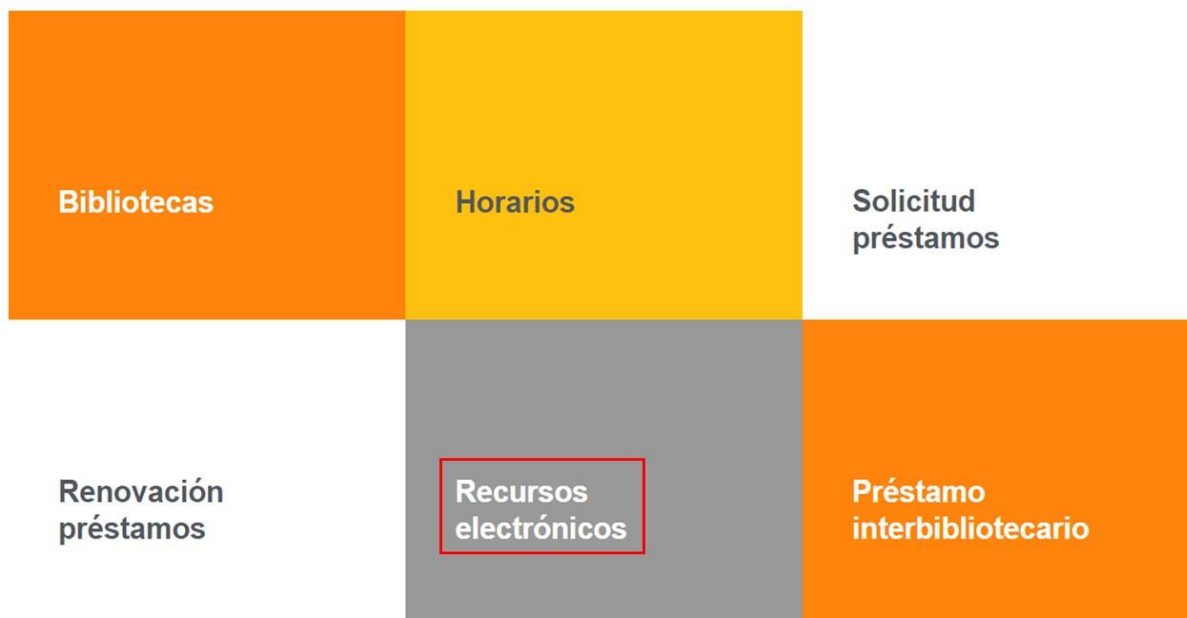 Bibliotecas
Horarios
Solicitud
préstamos
Renovación
préstamos
Recursos
electrónicos
Préstamo
interbibliotecario